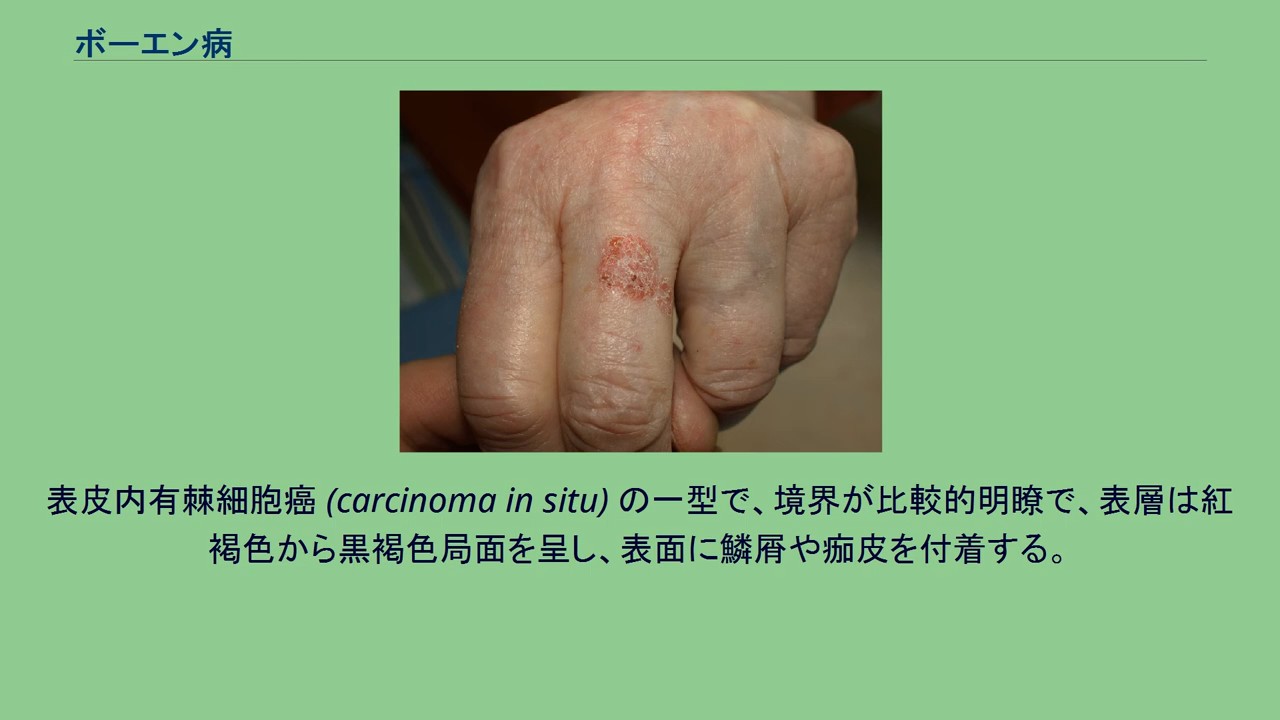 ボーエン病
表皮内有棘細胞癌 (carcinoma in situ) の一型で、境界が比較的明瞭で、表層は紅
褐色から黒褐色局面を呈し、表面に鱗屑や痂皮を付着する。